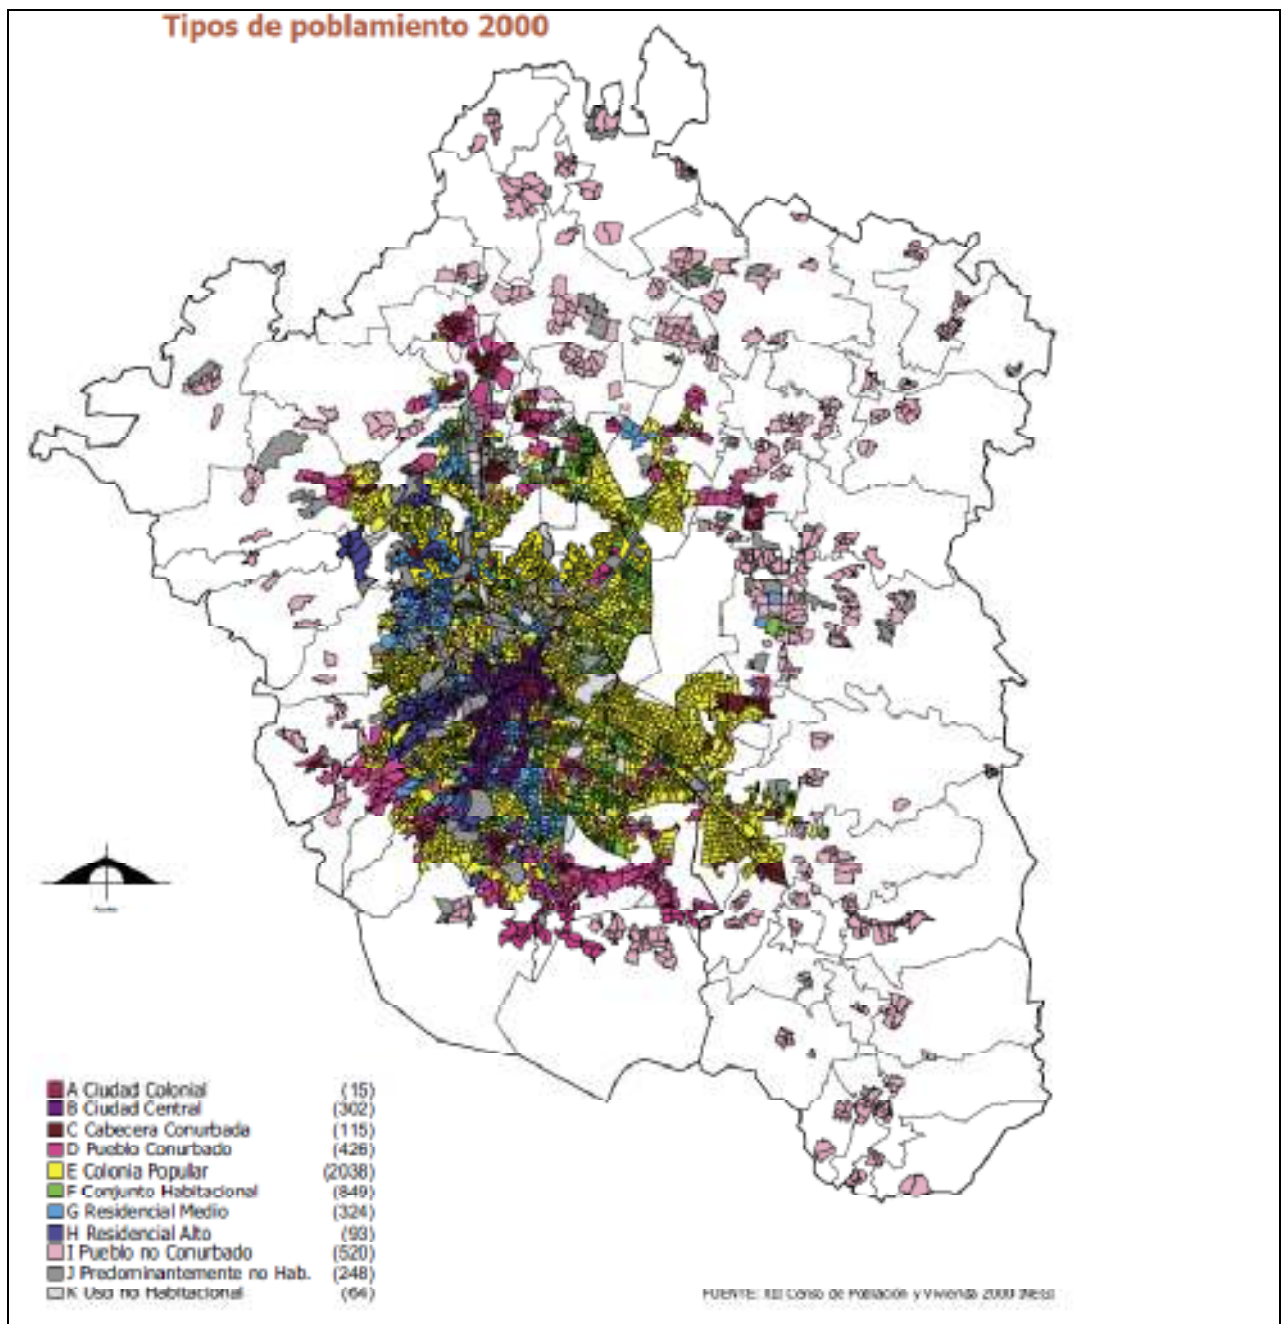 Tipos de poblamiento 2000
A Ciudad Colonial (15)
B Ciudad Central (302)
C Cabecera Conurbada (115)
D Pueblo Conurbado (426)
E Colonia Popular (2038)
F Conjunto Habitacional (849)
G Residencial Medio (324)
H Residencial Alto (93)
I Pueblo no Conurbado (520)
J Predominantemente no Hab. (248)
K Uso no Habitacional (64)
FUENTE: XII Censo de Población y Vivienda 2000 INEGI